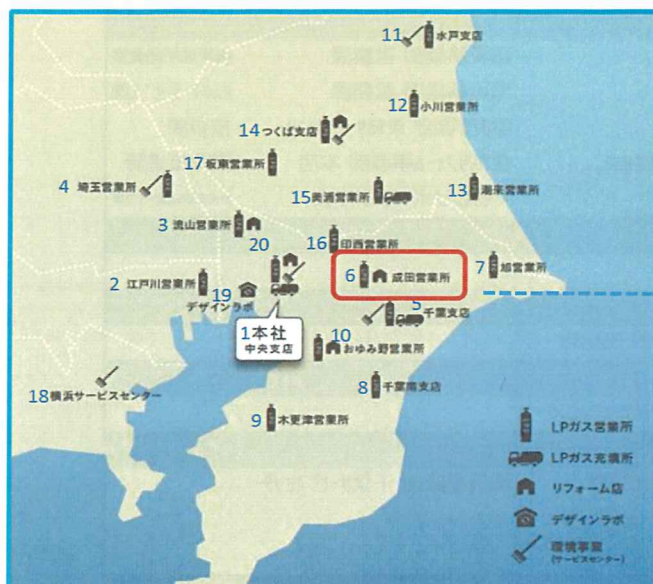 11 水戸支店
12 小川営業所
14 つくば支店
17 坂東営業所
4 埼玉営業所
15 美浦営業所
13 潮来営業所
3 流山営業所
20
16 印西営業所
6 成田営業所
7 旭営業所
2 江戸川営業所
19
デザインラボ
5
千葉支店
1本社
中央支店
10 おゆみ野営業所
18 横浜サービスセンター
8 千葉南支店
9 木更津営業所
LPガス営業所
LPガス充填所
リフォーム店
デザインラボ
環境事業
(サービスセンター)